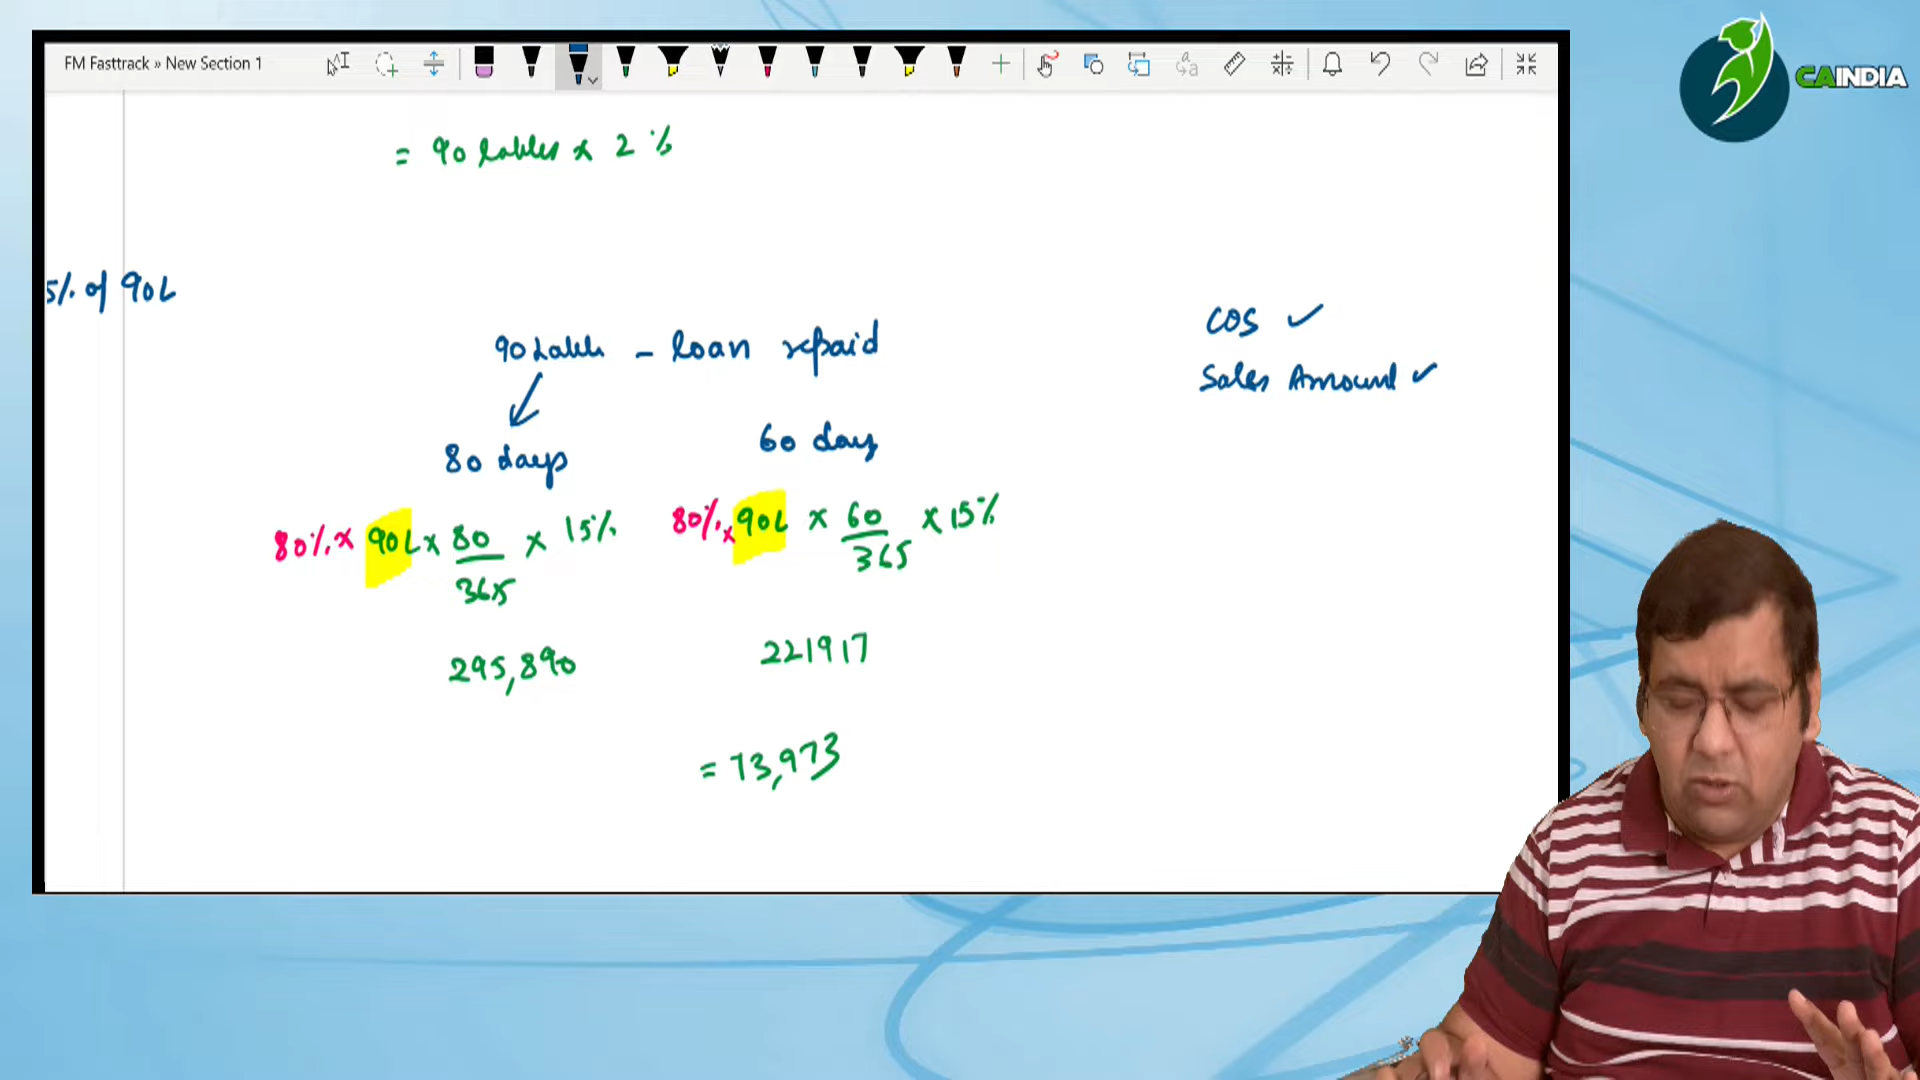 FM Fasttrack » New Section 1
CAINDIA
= 90 Lakhs x 2 %
5% of 90L
90 Lakh - loan repaid
COS ✓
Sales Amount ✓
80 days
60 days
80% x 90L x 80/365 x 15%
80% x 90L x 60/365 x 15%
295,890
221917
= 73,973